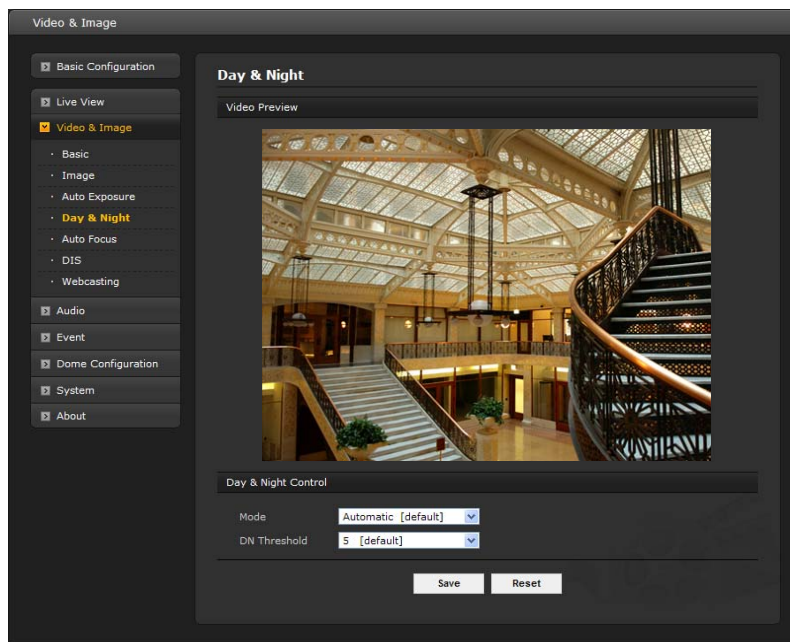 Video & Image
Basic Configuration
Live View
Video & Image
· Basic
· Image
· Auto Exposure
· Day & Night
· Auto Focus
· DIS
· Webcasting
Audio
Event
Dome Configuration
System
About
Day & Night
Video Preview
Day & Night Control
Mode Automatic [default]
DN Threshold 5 [default]
Save Reset